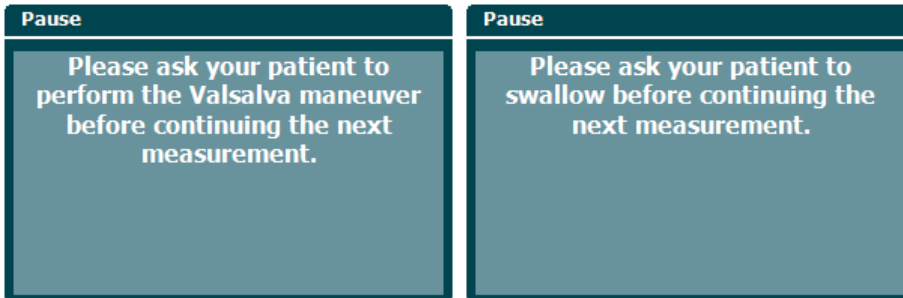 Pause
Please ask your patient to
perform the Valsalva maneuver
before continuing the next
measurement.
Pause
Please ask your patient to
swallow before continuing the
next measurement.